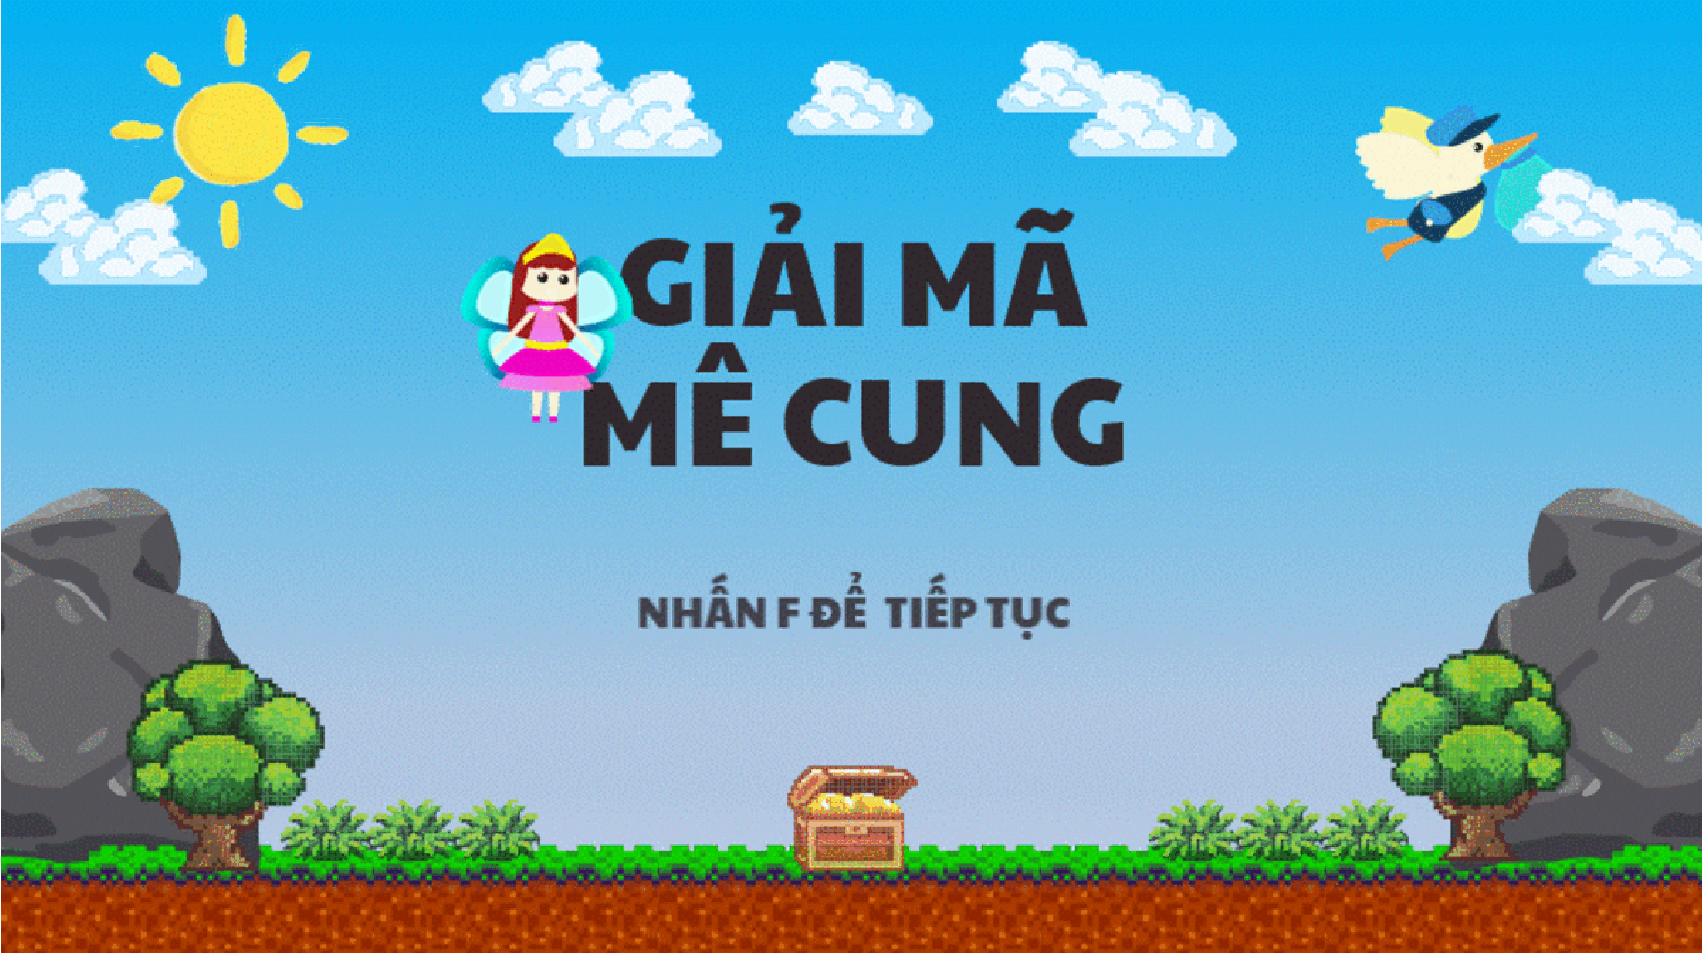 GIẢI MÃ
MÊ CUNG
NHẤN F ĐỂ TIẾP TỤC